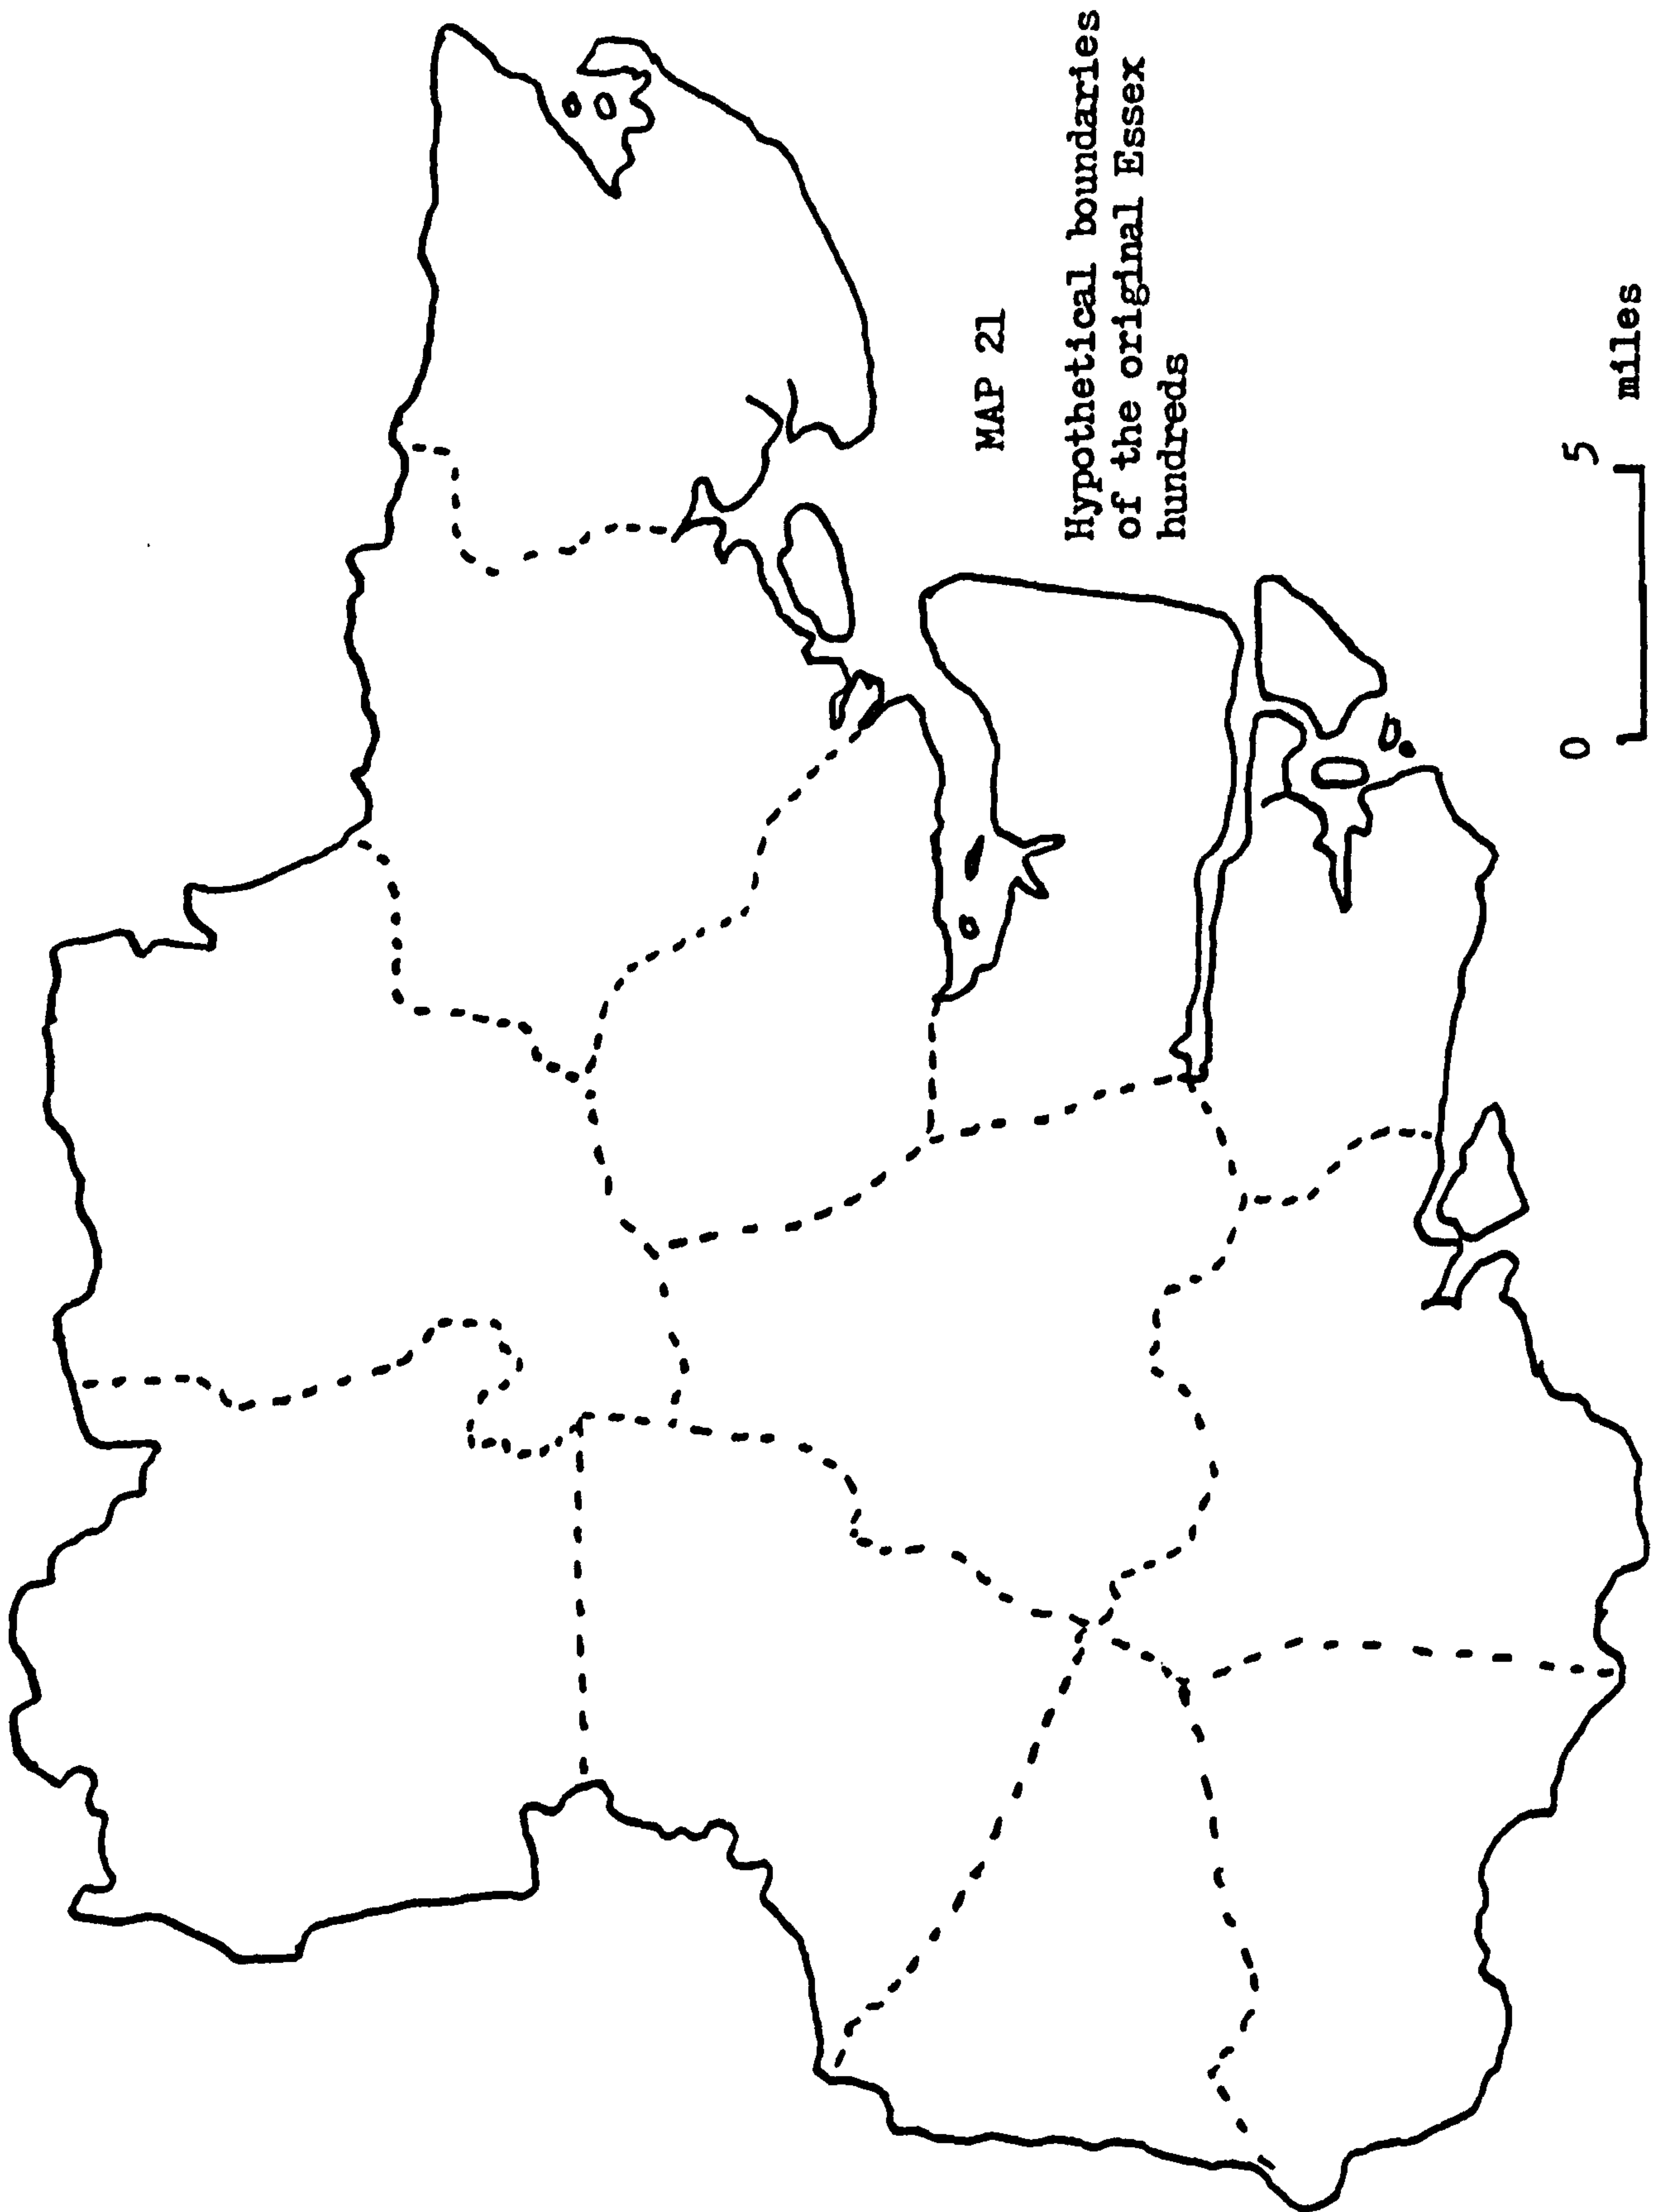 MAP 21
Hypothetical boundaries
of the original Essex
hundreds
0 5
miles